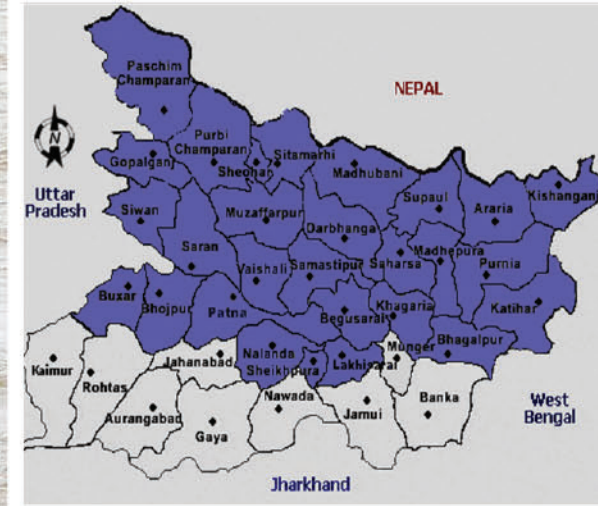 Paschim
Champaran
NEPAL
N
Purbi
Champaran
Gopalganj
Sheohar
Sitamarhi
Madhubani
Kishanganj
Uttar
Pradesh
Siwan
Muzaffarpur
Supaul
Araria
Darbhanga
Saran
Vaishali
Samastipur
Saharsa
Madhepura
Purnia
Buxar
Bhojpur
Patna
Begusarai
Khagaria
Katihar
Kaimur
Rohtas
Jahanabad
Nalanda
Sheikhpura
Lakhisarai
Munger
Bhagalpur
Aurangabad
Gaya
Nawada
Jamui
Banka
West
Bengal
Jharkhand